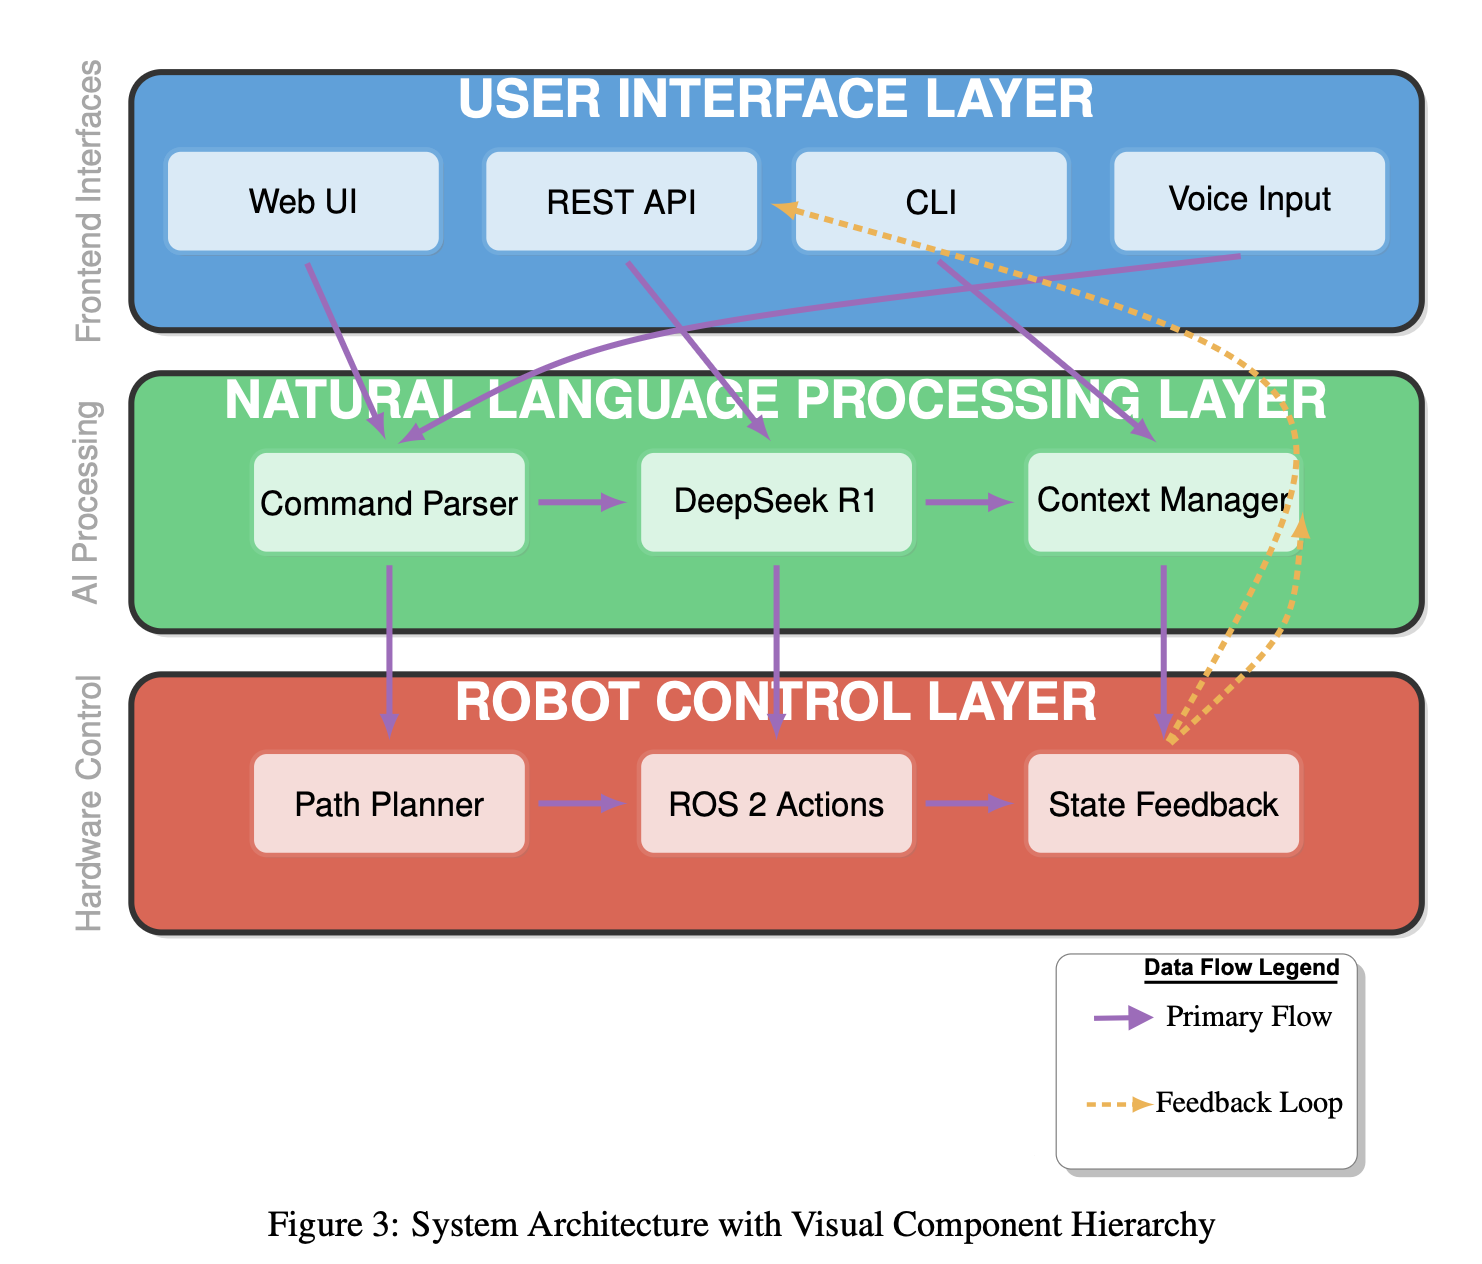 Frontend Interfaces
USER INTERFACE LAYER
Web UI
REST API
CLI
Voice Input
AI Processing
NATURAL LANGUAGE PROCESSING LAYER
Command Parser
DeepSeek R1
Context Manager
Hardware Control
ROBOT CONTROL LAYER
Path Planner
ROS 2 Actions
State Feedback
Data Flow Legend
Primary Flow
Feedback Loop
Figure 3: System Architecture with Visual Component Hierarchy